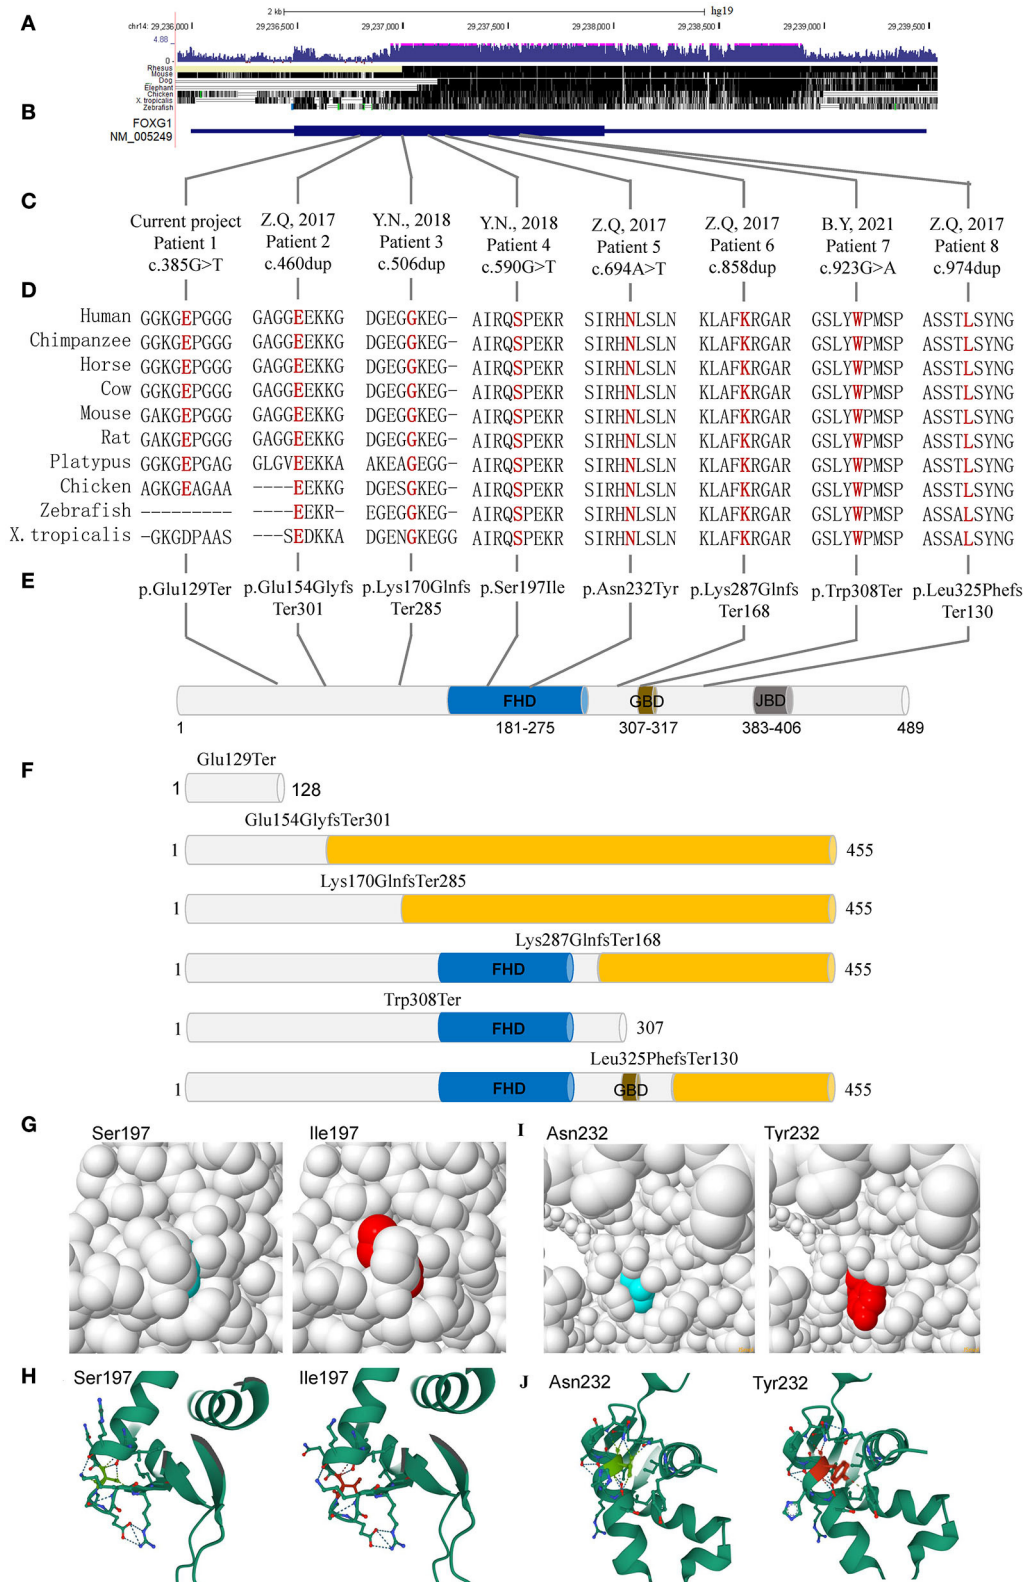 A
2 kb
hg19
chr14:
29,236,000
29,236,500
29,237,000
29,237,500
29,238,000
29,238,500
29,239,000
29,239,500
4.88
0
Rhesus
Mouse
Dog
Elephant
Chicken
X. tropicalis
Zebrafish
B
FOXG1
NM_005249
C
Current project
Patient 1
c.385G>T
Z.Q, 2017
Patient 2
c.460dup
Y.N., 2018
Patient 3
c.506dup
Y.N., 2018
Patient 4
c.590G>T
Z.Q, 2017
Patient 5
c.694A>T
Z.Q, 2017
Patient 6
c.858dup
B.Y, 2021
Patient 7
c.923G>A
Z.Q, 2017
Patient 8
c.974dup
D
Human GGKGEPGGG GAGGEEKKG DGEGGKEG- AIRQSPEKR SIRHNLSLN KLAFKRGAR GSLYWPMSP ASSTLSYNG
Chimpanzee GGKGEPGGG GAGGEEKKG DGEGGKEG- AIRQSPEKR SIRHNLSLN KLAFKRGAR GSLYWPMSP ASSTLSYNG
Horse GGKGEPGGG GAGGEEKKG DGEGGKEG- AIRQSPEKR SIRHNLSLN KLAFKRGAR GSLYWPMSP ASSTLSYNG
Cow GGKGEPGGG GAGGEEKKG DGEGGKEG- AIRQSPEKR SIRHNLSLN KLAFKRGAR GSLYWPMSP ASSTLSYNG
Mouse GAKGEPGGG GAGGEEKKG DGEGGKEG- AIRQSPEKR SIRHNLSLN KLAFKRGAR GSLYWPMSP ASSTLSYNG
Rat GAKGEPGGG GAGGEEKKG DGEGGKEG- AIRQSPEKR SIRHNLSLN KLAFKRGAR GSLYWPMSP ASSTLSYNG
Platypus GGKGEPGAG GLGVEEKKA AKEAGEGG- AIRQSPEKR SIRHNLSLN KLAFKRGAR GSLYWPMSP ASSTLSYNG
Chicken AGKGEAGAA ----EEKKG DGESGKEG- AIRQSPEKR SIRHNLSLN KLAFKRGAR GSLYWPMSP ASSTLSYNG
Zebrafish --------- ----EEKR- EGEGGKEG- AIRQSPEKR SIRHNLSLN KLAFKRGAR GSLYWPMSP ASSALSYNG
X.tropicalis -GKGDPAAS ---SEDKKA DGENGKEGG AIRQSPEKR SIRHNLSLN KLAFKRGAR GSLYWPMSP ASSALSYNG
E
p.Glu129Ter
p.Glu154Glyfs
Ter301
p.Lys170Glnfs
Ter285
p.Ser197Ile
p.Asn232Tyr
p.Lys287Glnfs
Ter168
p.Trp308Ter
p.Leu325Phefs
Ter130
FHD
GBD
JBD
1
181-275
307-317
383-406
489
F
Glu129Ter
1
128
Glu154GlyfsTer301
1
455
Lys170GlnfsTer285
1
455
Lys287GlnfsTer168
1
FHD
455
Trp308Ter
1
FHD
307
Leu325PhefsTer130
1
FHD
GBD
455
G
Ser197
Ile197
I
Asn232
Tyr232
H
Ser197
Ile197
J
Asn232
Tyr232